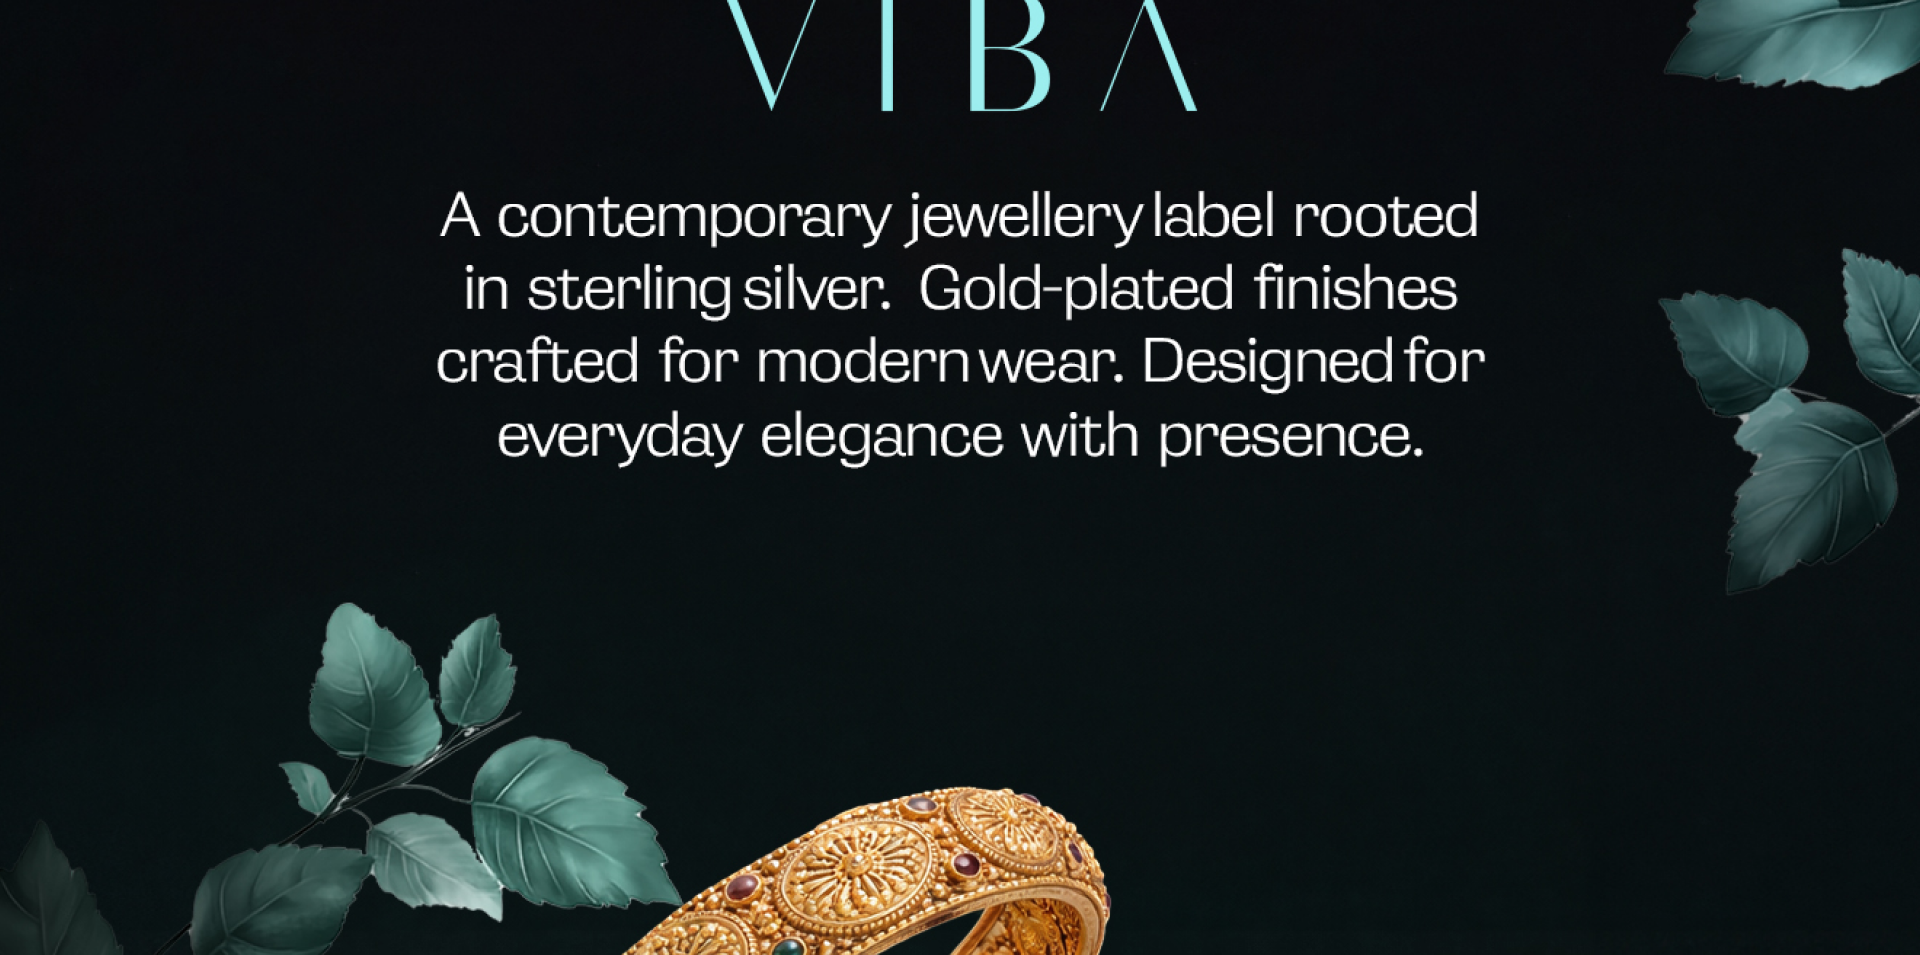 VIBA
A contemporary jewellery label rooted
in sterling silver. Gold-plated finishes
crafted for modern wear. Designed for
everyday elegance with presence.